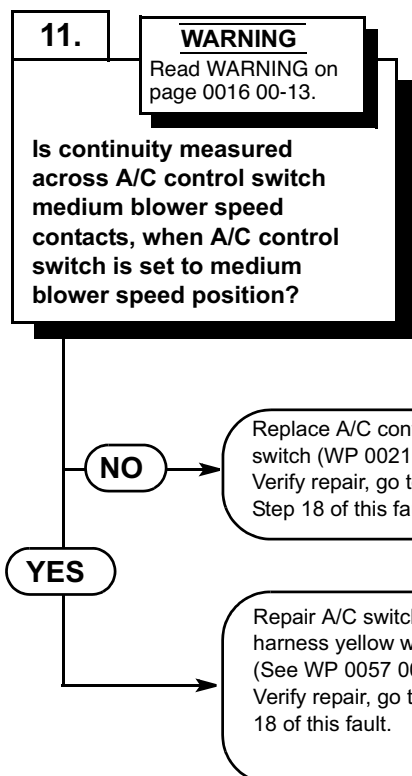 11.
WARNING
Read WARNING on
page 0016 00-13.
Is continuity measured
across A/C control switch
medium blower speed
contacts, when A/C control
switch is set to medium
blower speed position?
NO
Replace A/C con
switch (WP 0021
Verify repair, go t
Step 18 of this fa
YES
Repair A/C switc
harness yellow w
(See WP 0057 0
Verify repair, go t
18 of this fault.